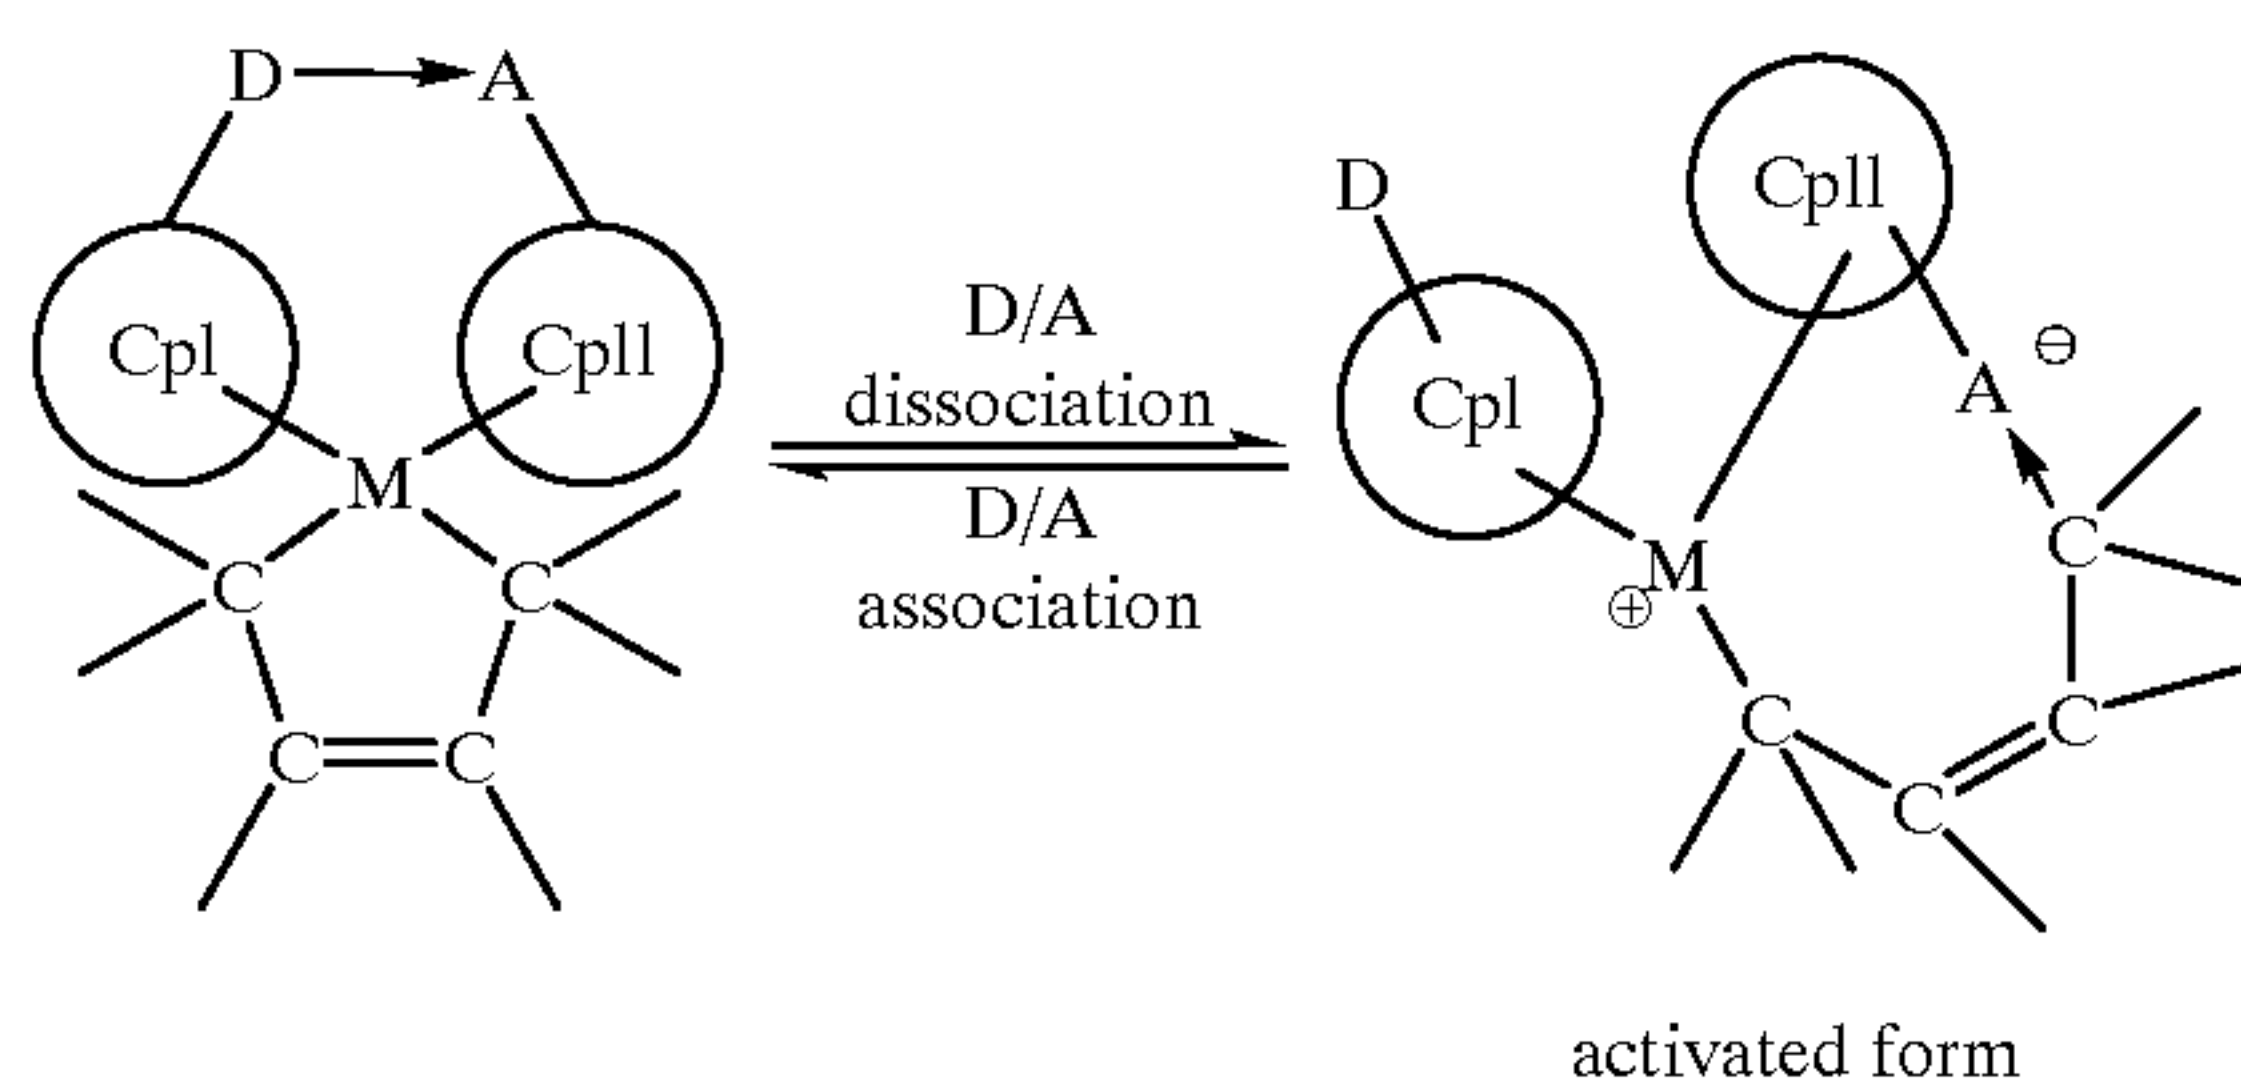 D A
CpI CpII
M
C C
C C
D/A
dissociation
D/A
association
D
CpII
CpI
⊖
A
C
M
⊕
C C
C
activated form